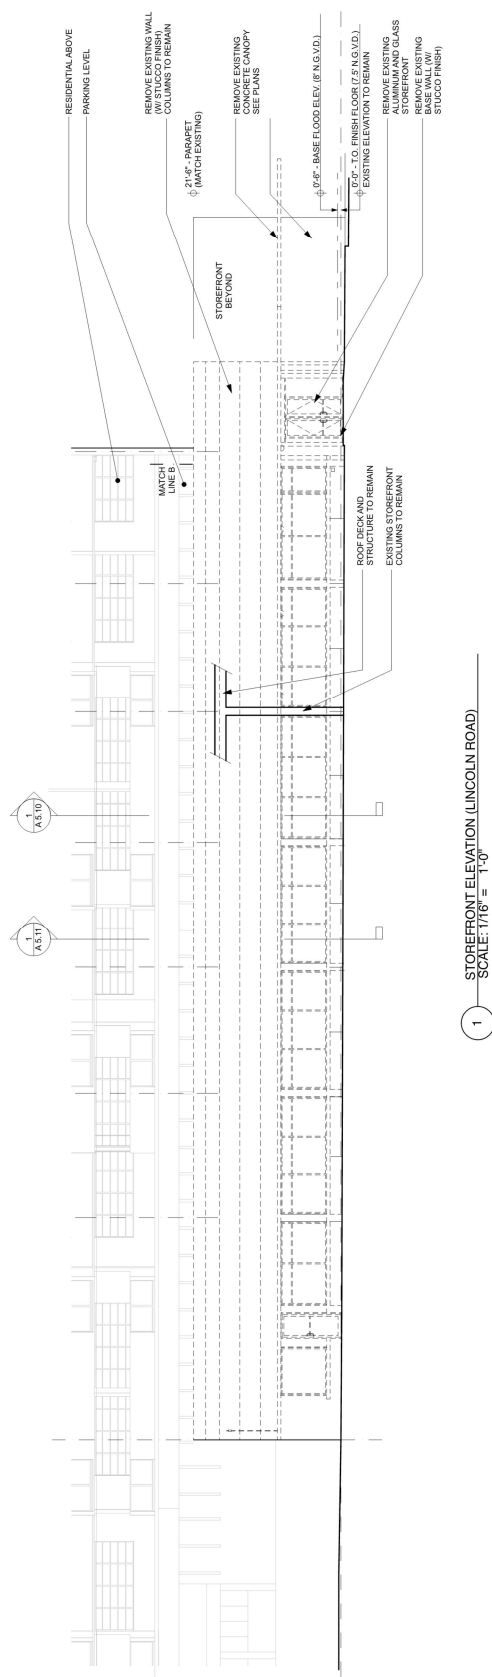 RESIDENTIAL ABOVE
PARKING LEVEL
REMOVE EXISTING WALL
(W/ STUCCO FINISH)
COLUMNS TO REMAIN
21'-6" - PARAPET
(MATCH EXISTING)
REMOVE EXISTING
CONCRETE CANOPY
SEE PLANS
0'-6" - BASE FLOOD ELEV. (8' N.G.V.D.)
0'-0" - T.O. FINISH FLOOR (7.5' N.G.V.D.)
EXISTING ELEVATION TO REMAIN
REMOVE EXISTING
ALUMINUM AND GLASS
STOREFRONT
REMOVE EXISTING
BASE WALL (W/
STUCCO FINISH)
STOREFRONT
BEYOND
MATCH
LINE B
ROOF DECK AND
STRUCTURE TO REMAIN
EXISTING STOREFRONT
COLUMNS TO REMAIN
1
A 5.10
1
A 5.11
1
STOREFRONT ELEVATION (LINCOLN ROAD)
SCALE: 1/16" = 1'-0"